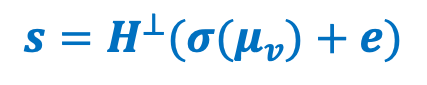 s = H⊥(σ(μᵥ) + e)